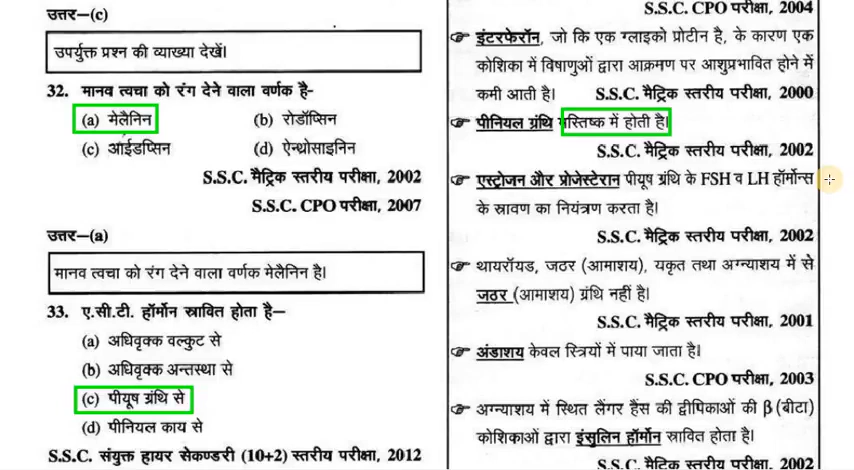 उत्तर–(c)
उपर्युक्त प्रश्न की व्याख्या देखें।
32. मानव त्वचा को रंग देने वाला वर्णक है-
(a) मेलैनिन (b) रोडॉप्सिन
(c) आईडप्सिन (d) ऐन्थ्रोसाइनिन
S.S.C. मैट्रिक स्तरीय परीक्षा, 2002
S.S.C. CPO परीक्षा, 2007
उत्तर–(a)
मानव त्वचा को रंग देने वाला वर्णक मेलैनिन है।
33. ए.सी.टी. हॉर्मोन स्रावित होता है–
(a) अधिवृक्क वल्कुट से
(b) अधिवृक्क अन्तस्था से
(c) पीयूष ग्रंथि से
(d) पीनियल काय से
S.S.C. संयुक्त हायर सेकण्डरी (10+2) स्तरीय परीक्षा, 2012
S.S.C. CPO परीक्षा, 2004
☞ इंटरफेरॉन, जो कि एक ग्लाइको प्रोटीन है, के कारण एक
कोशिका में विषाणुओं द्वारा आक्रमण पर आशुप्रभावित होने में
कमी आती है। S.S.C. मैट्रिक स्तरीय परीक्षा, 2000
☞ पीनियल ग्रंथि मस्तिष्क में होती है।
S.S.C. मैट्रिक स्तरीय परीक्षा, 2002
☞ एस्ट्रोजन और प्रोजेस्टेरान पीयूष ग्रंथि के FSH व LH हॉर्मोन्स
के स्रावण का नियंत्रण करता है।
S.S.C. मैट्रिक स्तरीय परीक्षा, 2002
☞ थायरॉयड, जठर (आमाशय), यकृत तथा अग्न्याशय में से
जठर (आमाशय) ग्रंथि नहीं है।
S.S.C. मैट्रिक स्तरीय परीक्षा, 2001
☞ अंडाशय केवल स्त्रियों में पाया जाता है।
S.S.C. CPO परीक्षा, 2003
☞ अग्न्याशय में स्थित लैंगर हैंस की द्वीपिकाओं की β (बीटा)
कोशिकाओं द्वारा इंसुलिन हॉर्मोन स्रावित होता है।
S.S.C. मैट्रिक स्तरीय परीक्षा, 2002